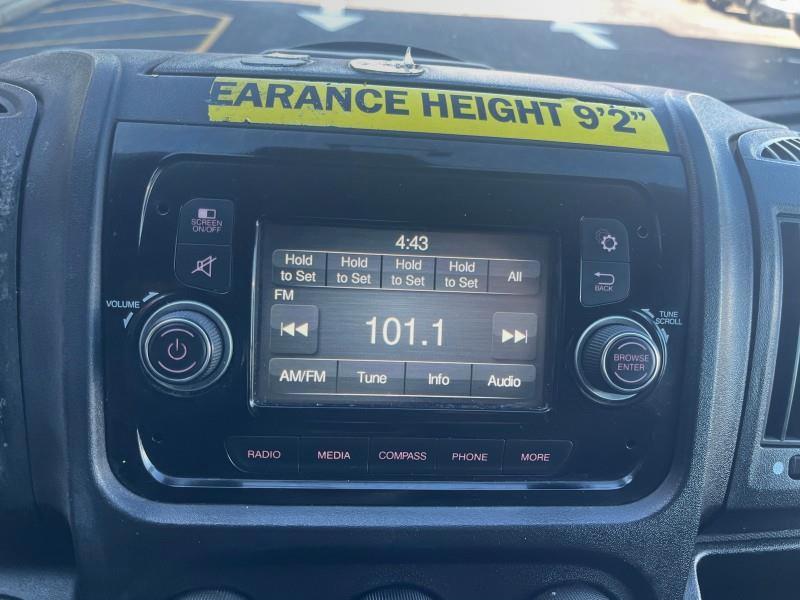 EARANCE HEIGHT 9'2"
SCREEN
ON/OFF
VOLUME
4:43
Hold
to Set
Hold
to Set
Hold
to Set
Hold
to Set
All
FM
101.1
AM/FM
Tune
Info
Audio
BACK
TUNE
SCROLL
BROWSE
ENTER
RADIO
MEDIA
COMPASS
PHONE
MORE